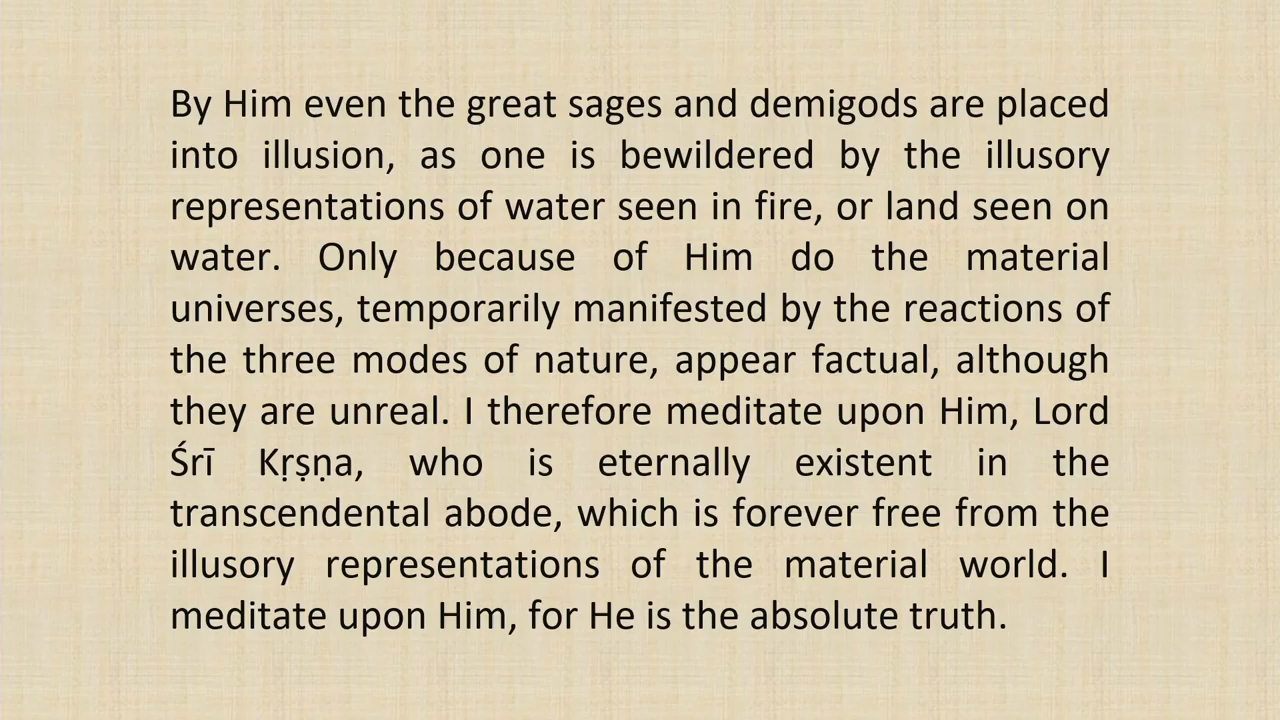 By Him even the great sages and demigods are placed
into illusion, as one is bewildered by the illusory
representations of water seen in fire, or land seen on
water. Only because of Him do the material
universes, temporarily manifested by the reactions of
the three modes of nature, appear factual, although
they are unreal. I therefore meditate upon Him, Lord
Śrī Kṛṣṇa, who is eternally existent in the
transcendental abode, which is forever free from the
illusory representations of the material world. I
meditate upon Him, for He is the absolute truth.